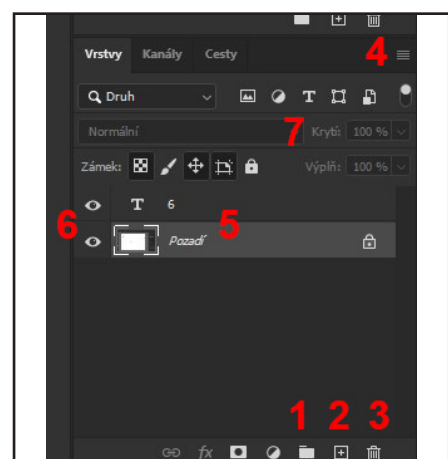 Vrstvy Kanály Cesty 4
Druh T
7
Normální Krytí: 100 %
Zámek: Výplň: 100 %
T 6
6 Pozadí 5
1 2 3
fx